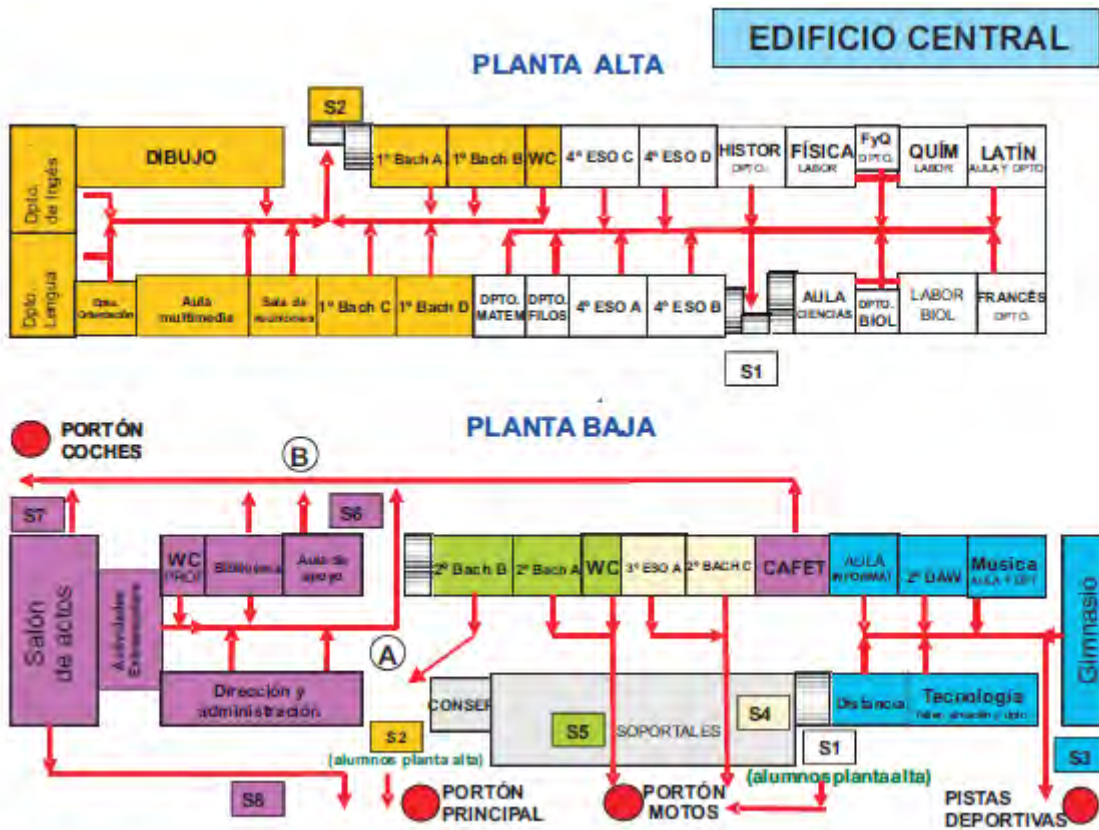 EDIFICIO CENTRAL
PLANTA ALTA
S2
Dpto. de Ingés
DIBUJO
1º Bach A
1º Bach B
WC
4º ESO C
4º ESO D
HISTOR
DPTO.
FÍSICA
LABOR
FyQ
DPTO.
QUÍM
LABOR
LATÍN
AULA Y DPTO
Dpto. Lengua
Dpto. Orientación
Aula
multimedia
Sala de
reuniones
1º Bach C
1º Bach D
DPTO.
MATEM
DPTO.
FILOS
4º ESO A
4º ESO B
AULA
CIENCIAS
DPTO.
BIOL
LABOR
BIOL
FRANCÉS
DPTO.
S1
PLANTA BAJA
PORTÓN
COCHES
B
S7
S6
Salón
de actos
Actividades
Extraescolares
WC
PROF
Biblioteca
Aula de
apoyo
2º Bach B
2º Bach A
WC
3º ESO A
2º BACH C
CAFET
AULA
INFORMAT
2º DAW
Musica
AULA Y DPT
Gimnasio
A
Dirección y
administración
CONSER
S5
SOPORTALES
S4
Distancia
Tecnología
S2
(alumnos planta alta)
S1
(alumnos planta alta)
S3
S8
PORTÓN
PRINCIPAL
PORTÓN
MOTOS
PISTAS
DEPORTIVAS